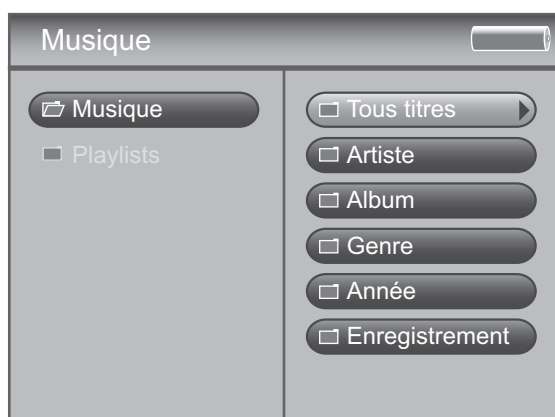 Musique
Musique
Playlists
Tous titres
Artiste
Album
Genre
Année
Enregistrement